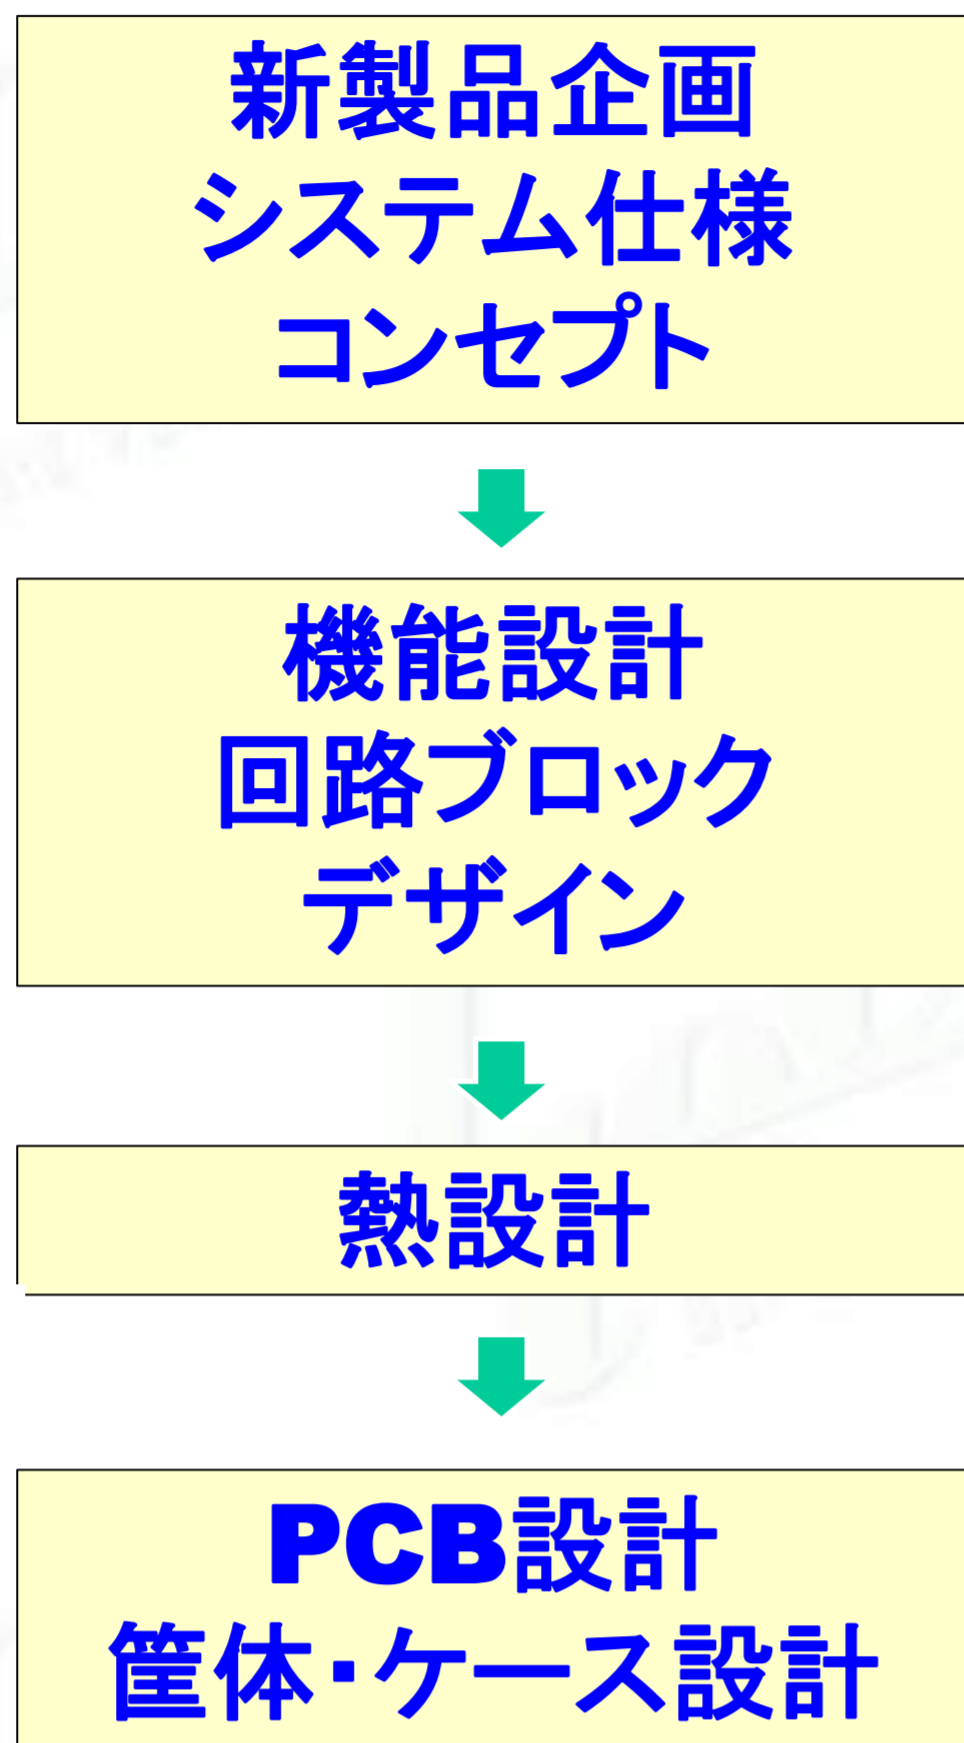 新製品企画
システム仕様
コンセプト
機能設計
回路ブロック
デザイン
熱設計
PCB設計
筐体・ケース設計